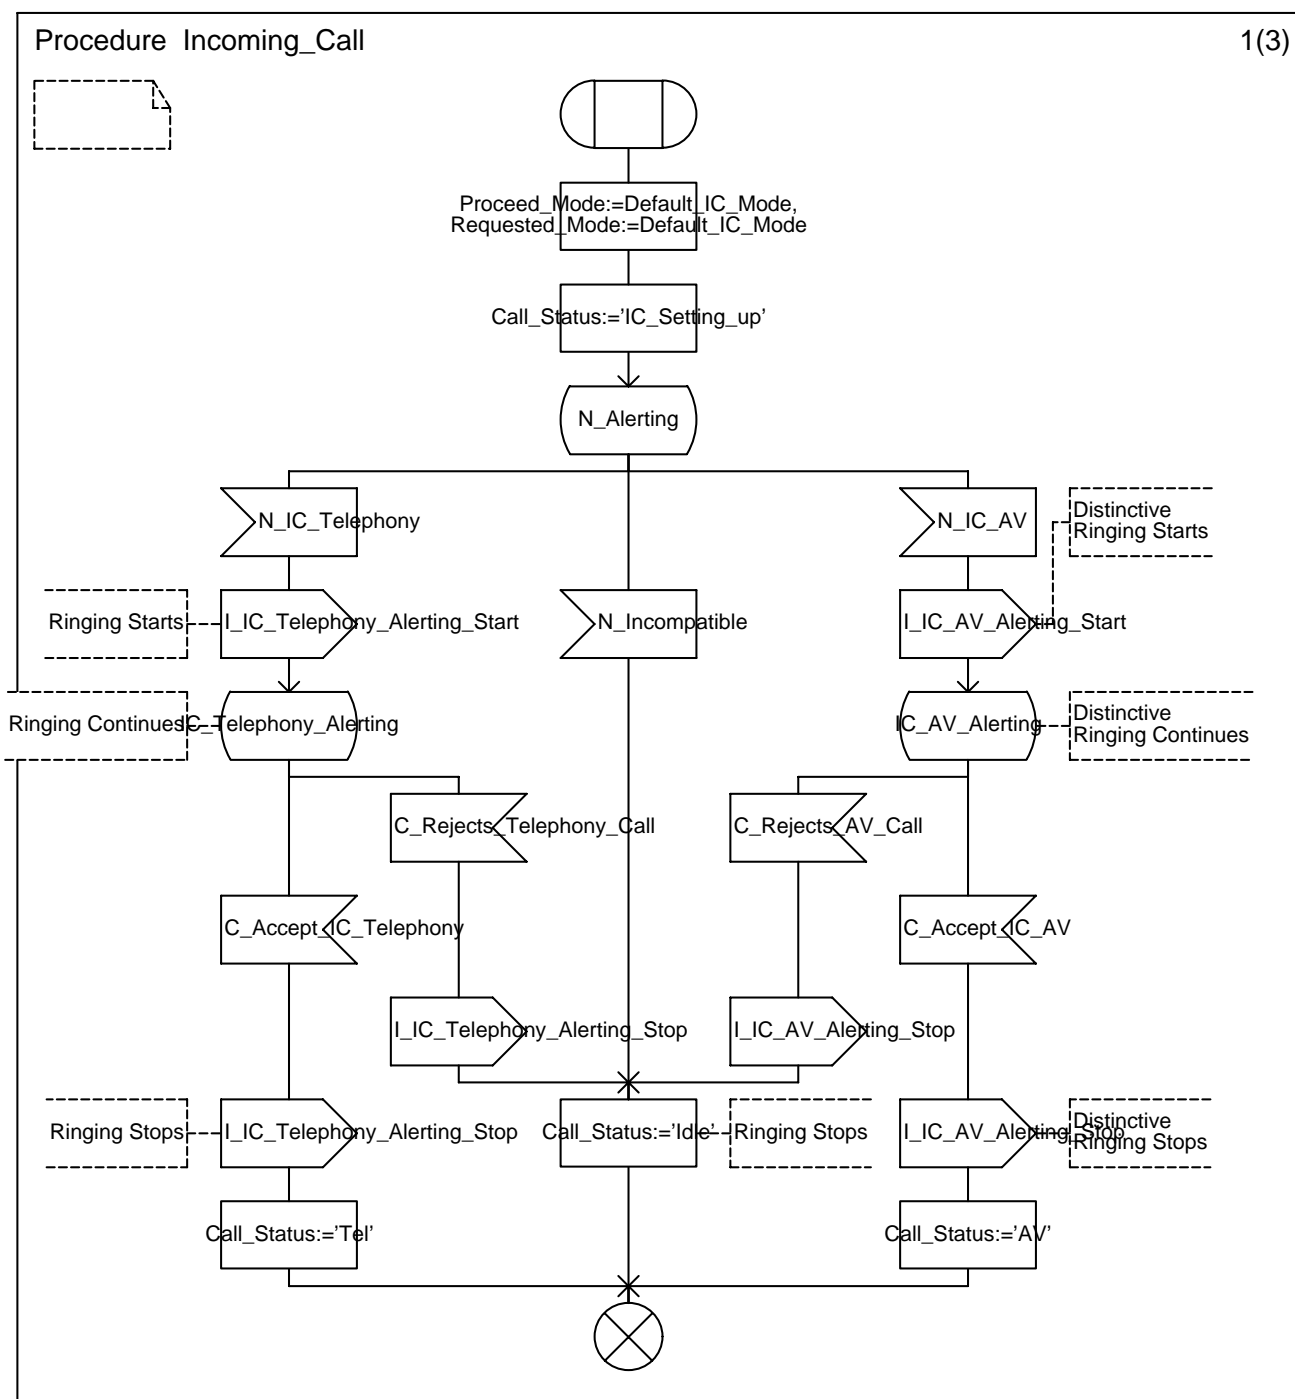 Procedure Incoming_Call
1(3)
Proceed_Mode:=Default_IC_Mode,
Requested_Mode:=Default_IC_Mode
Call_Status:=’IC_Setting_up’
N_Alerting
N_IC_Telephony
N_IC_AV
Distinctive
Ringing Starts
Ringing Starts
I_IC_Telephony_Alerting_Start
N_Incompatible
I_IC_AV_Alerting_Start
Ringing Continues
IC_Telephony_Alerting
IC_AV_Alerting
Distinctive
Ringing Continues
C_Rejects_Telephony_Call
C_Rejects_AV_Call
C_Accept_IC_Telephony
C_Accept_IC_AV
I_IC_Telephony_Alerting_Stop
I_IC_AV_Alerting_Stop
Ringing Stops
I_IC_Telephony_Alerting_Stop
Call_Status:=’Idle’
Ringing Stops
I_IC_AV_Alerting_Stop
Distinctive
Ringing Stops
Call_Status:=’Tel’
Call_Status:=’AV’